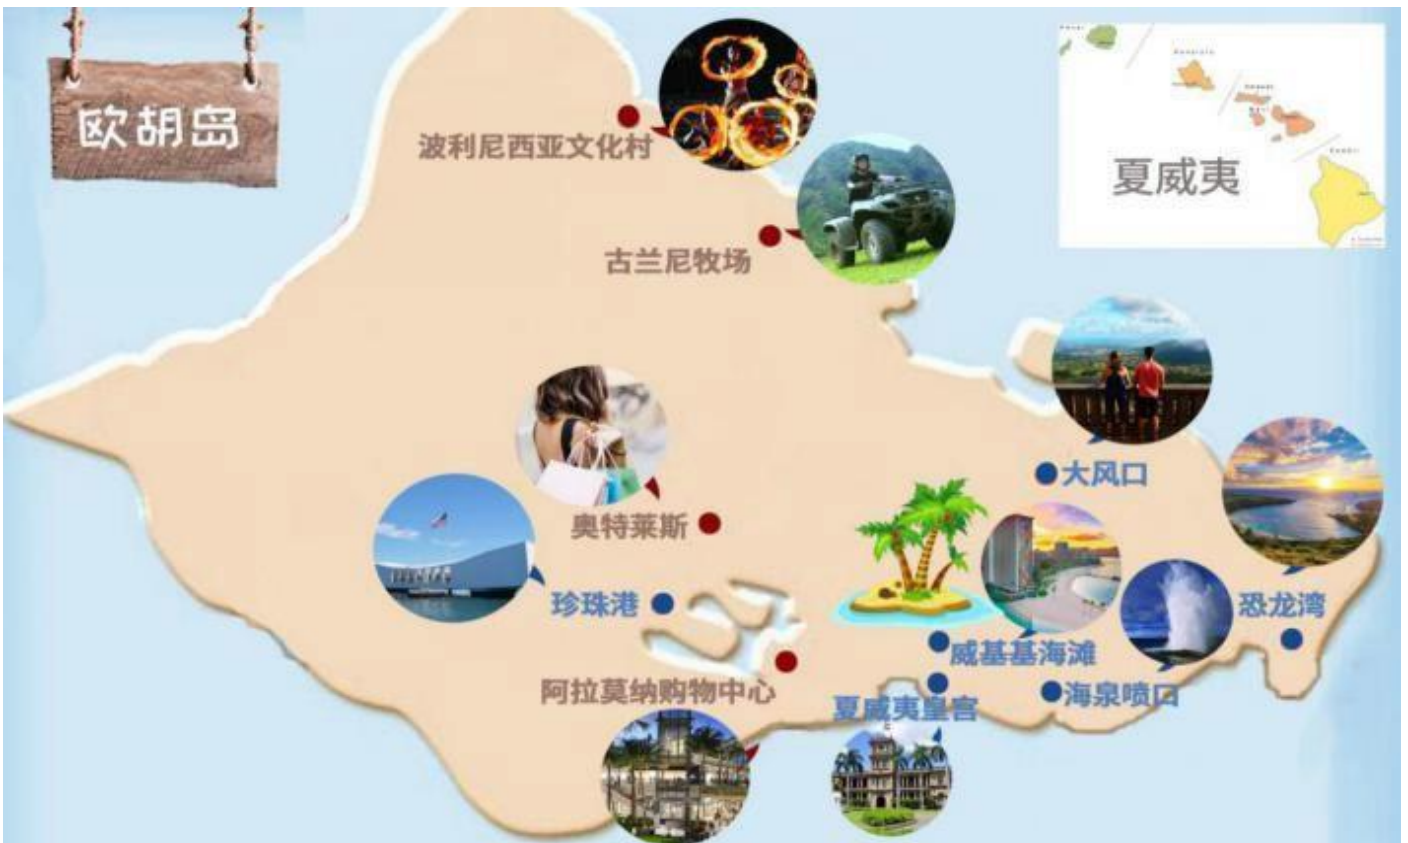 欧胡岛
夏威夷
波利尼西亚文化村
古兰尼牧场
大风口
奥特莱斯
珍珠港
恐龙湾
威基基海滩
阿拉莫纳购物中心
海泉喷口
夏威夷皇宫